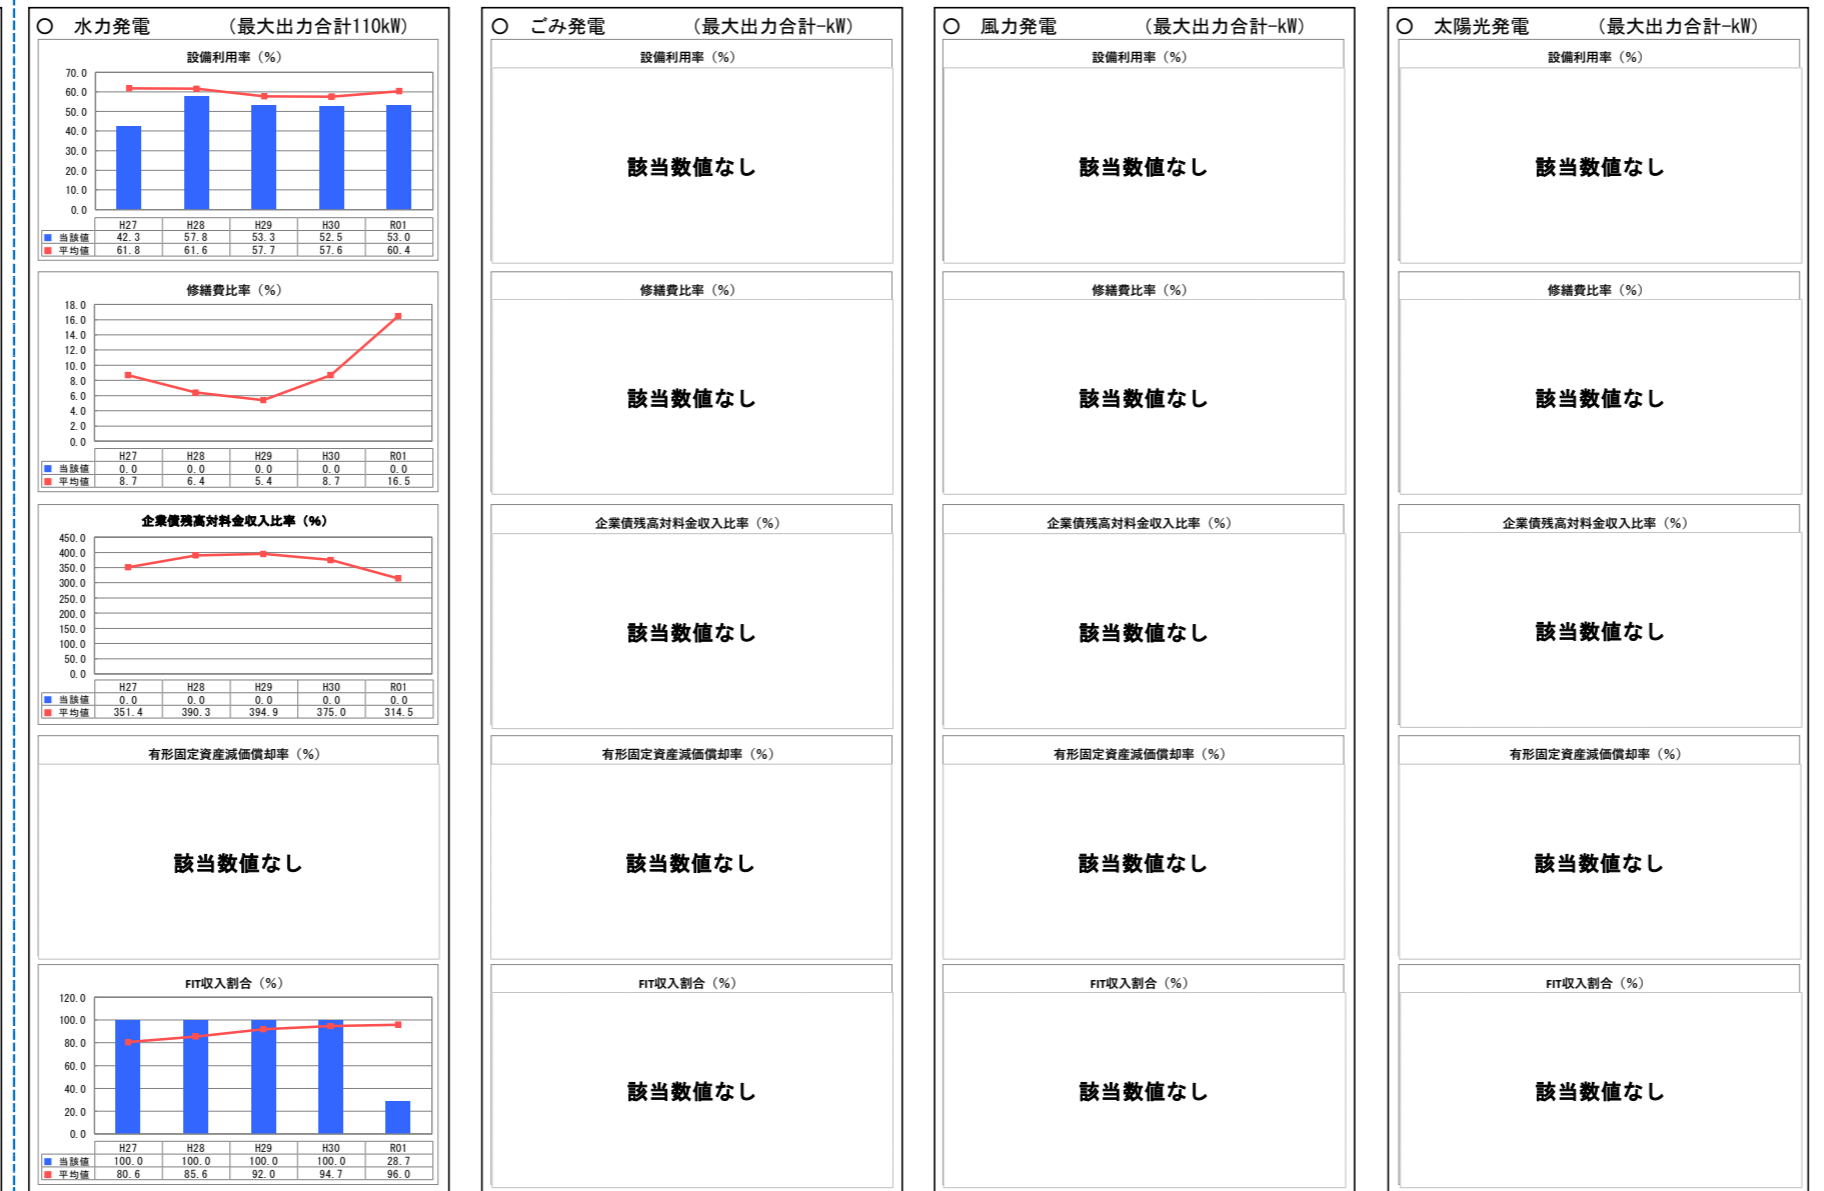 ○ 水力発電 （最大出力合計110kW）
設備利用率（%）
70.0
60.0
50.0
40.0
30.0
20.0
10.0
0.0
H27 H28 H29 H30 R01
当該値 42.3 57.8 53.3 52.5 53.0
平均値 61.8 61.6 57.7 57.6 60.4
修繕費比率（%）
18.0
16.0
14.0
12.0
10.0
8.0
6.0
4.0
2.0
0.0
H27 H28 H29 H30 R01
当該値 0.0 0.0 0.0 0.0 0.0
平均値 8.7 6.4 5.4 8.7 16.5
企業債残高対料金収入比率（%）
450.0
400.0
350.0
300.0
250.0
200.0
150.0
100.0
50.0
0.0
H27 H28 H29 H30 R01
当該値 0.0 0.0 0.0 0.0 0.0
平均値 351.4 390.3 394.9 375.0 314.5
有形固定資産減価償却率（%）
該当数値なし
FIT収入割合（%）
120.0
100.0
80.0
60.0
40.0
20.0
0.0
H27 H28 H29 H30 R01
当該値 100.0 100.0 100.0 100.0 28.7
平均値 80.6 85.6 92.0 94.7 96.0
○ ごみ発電 （最大出力合計-kW）
設備利用率（%）
該当数値なし
修繕費比率（%）
該当数値なし
企業債残高対料金収入比率（%）
該当数値なし
有形固定資産減価償却率（%）
該当数値なし
FIT収入割合（%）
該当数値なし
○ 風力発電 （最大出力合計-kW）
設備利用率（%）
該当数値なし
修繕費比率（%）
該当数値なし
企業債残高対料金収入比率（%）
該当数値なし
有形固定資産減価償却率（%）
該当数値なし
FIT収入割合（%）
該当数値なし
○ 太陽光発電 （最大出力合計-kW）
設備利用率（%）
該当数値なし
修繕費比率（%）
該当数値なし
企業債残高対料金収入比率（%）
該当数値なし
有形固定資産減価償却率（%）
該当数値なし
FIT収入割合（%）
該当数値なし